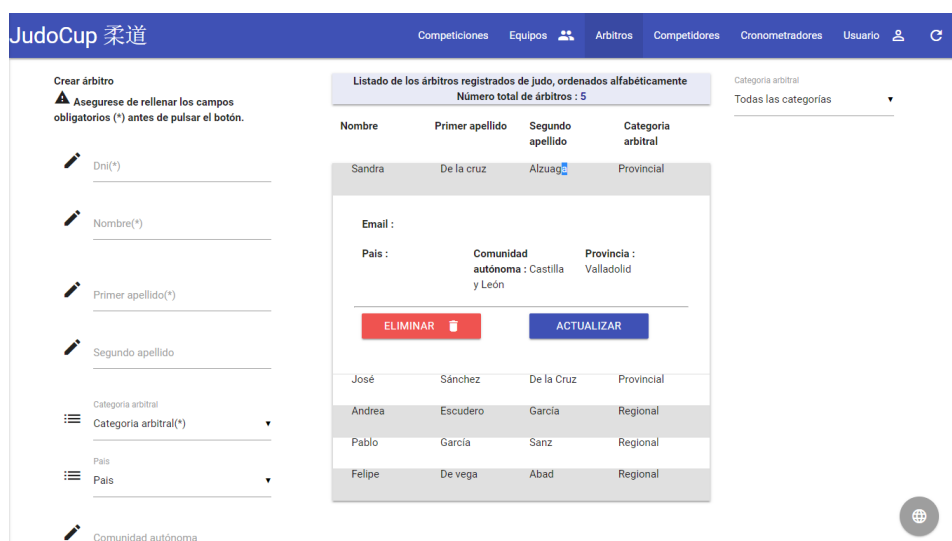 JudoCup 柔道
Competiciones Equipos Arbitros Competidores Cronometradores Usuario
Crear árbitro
Asegurese de rellenar los campos
obligatorios (*) antes de pulsar el botón.
Dni(*)
Nombre(*)
Primer apellido(*)
Segundo apellido
Categoria arbitral
Categoria arbitral(*)
Pais
Pais
Comunidad autónoma
Listado de los árbitros registrados de judo, ordenados alfabéticamente
Número total de árbitros : 5
Nombre Primer apellido Segundo apellido Categoria arbitral
Sandra De la cruz Alzuaga Provincial
Email :
Pais : Comunidad autónoma : Castilla y León Provincia : Valladolid
ELIMINAR ACTUALIZAR
José Sánchez De la Cruz Provincial
Andrea Escudero García Regional
Pablo García Sanz Regional
Felipe De vega Abad Regional
Categoria arbitral
Todas las categorías